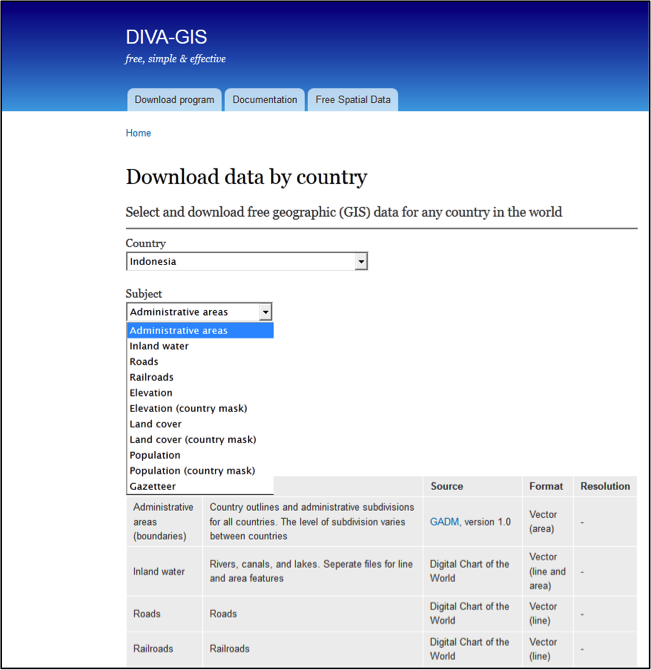 DIVA-GIS
free, simple & effective
Download program
Documentation
Free Spatial Data
Home
Download data by country
Select and download free geographic (GIS) data for any country in the world
Country
Indonesia
Subject
Administrative areas
Administrative areas
Inland water
Roads
Railroads
Elevation
Elevation (country mask)
Land cover
Land cover (country mask)
Population
Population (country mask)
Gazetteer
Source
Format
Resolution
Administrative
areas
(boundaries)
Country outlines and administrative subdivisions
for all countries. The level of subdivision varies
between countries
GADM, version 1.0
Vector
(area)
-
Inland water
Rivers, canals, and lakes. Seperate files for line
and area features
Digital Chart of the
World
Vector
(line and
area)
-
Roads
Roads
Digital Chart of the
World
Vector
(line)
-
Railroads
Railroads
Digital Chart of the
World
Vector
(line)
-